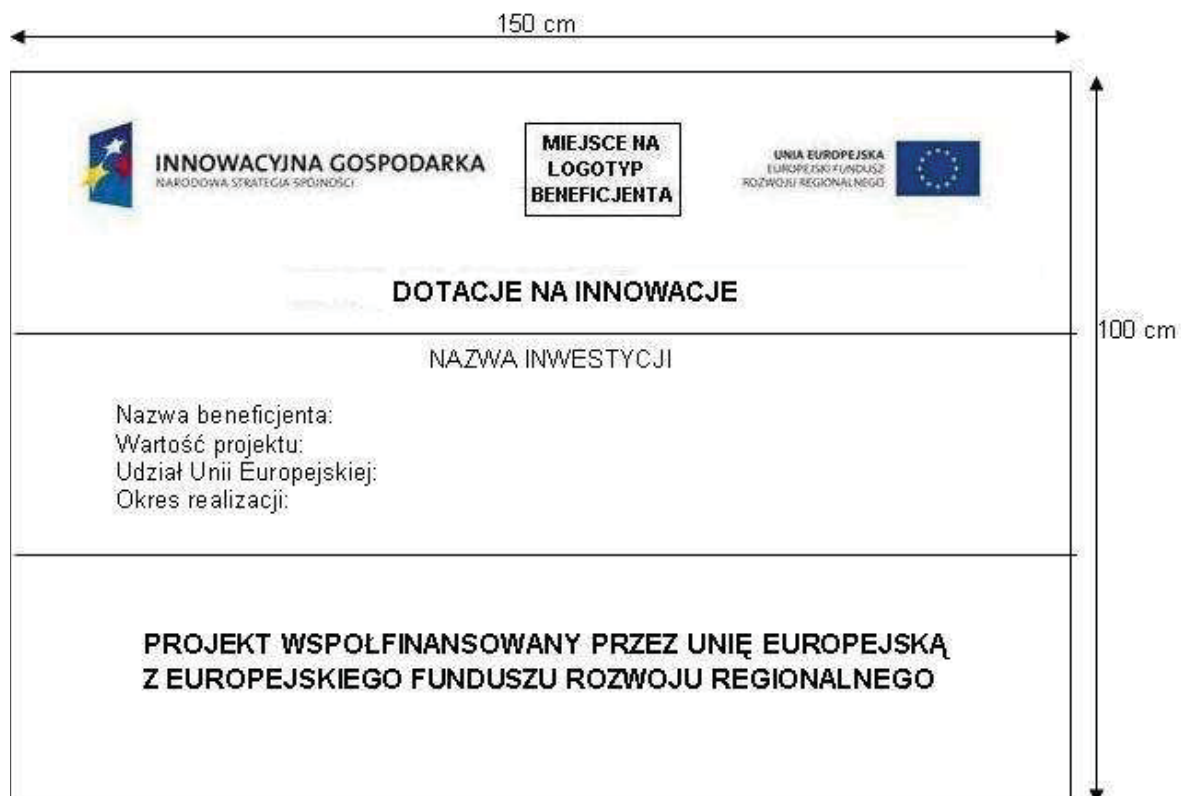 150 cm
INNOWACYJNA GOSPODARKA
NARODOWA STRATEGIA SPÓJNOŚCI
MIEJSCE NA
LOGOTYP
BENEFICJENTA
UNIA EUROPEJSKA
EUROPEJSKI FUNDUSZ
ROZWOJU REGIONALNEGO
DOTACJE NA INNOWACJE
100 cm
NAZWA INWESTYCJI
Nazwa beneficjenta:
Wartość projektu:
Udział Unii Europejskiej:
Okres realizacji:
PROJEKT WSPÓŁFINANSOWANY PRZEZ UNIĘ EUROPEJSKĄ
Z EUROPEJSKIEGO FUNDUSZU ROZWOJU REGIONALNEGO